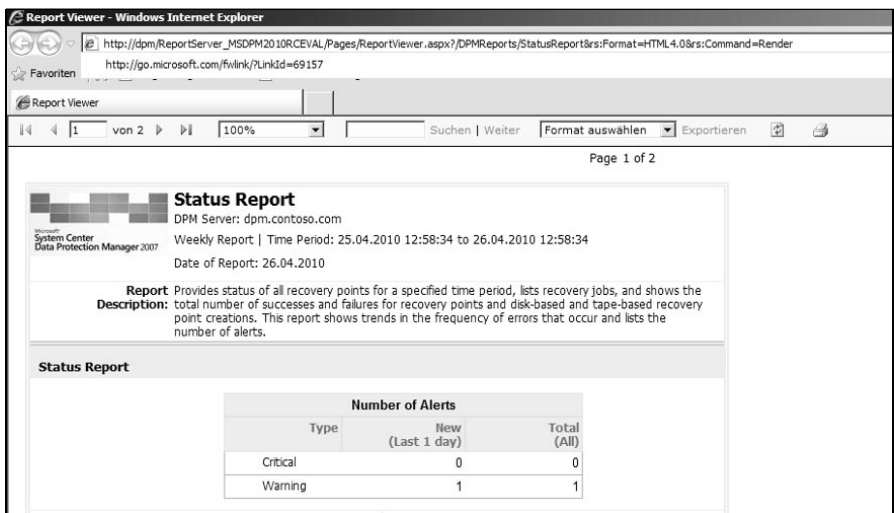 Report Viewer - Windows Internet Explorer
http://dpm/ReportServer_MSDPM2010RCEVAL/Pages/ReportViewer.aspx?/DPMReports/StatusReport&rs:Format=HTML4.0&rs:Command=Render
http://go.microsoft.com/fwlink/?LinkId=69157
Favoriten
Report Viewer
1 von 2 100% Suchen | Weiter Format auswählen Exportieren
Page 1 of 2
Status Report
DPM Server: dpm.contoso.com
Microsoft
System Center
Data Protection Manager 2007
Weekly Report | Time Period: 25.04.2010 12:58:34 to 26.04.2010 12:58:34
Date of Report: 26.04.2010
Report Description: Provides status of all recovery points for a specified time period, lists recovery jobs, and shows the
total number of successes and failures for recovery points and disk-based and tape-based recovery
point creations. This report shows trends in the frequency of errors that occur and lists the
number of alerts.
Status Report
Number of Alerts
Type New (Last 1 day) Total (All)
Critical 0 0
Warning 1 1